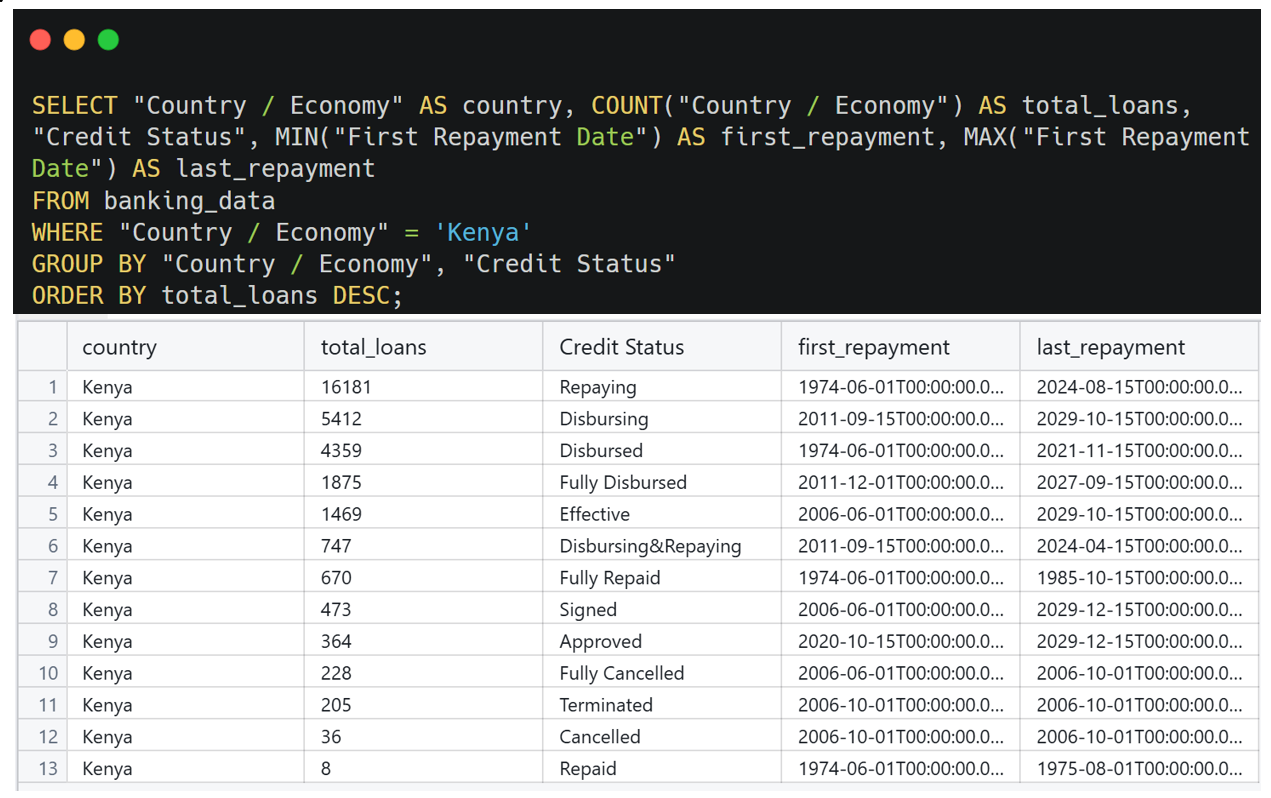 SELECT "Country / Economy" AS country, COUNT("Country / Economy") AS total_loans,
"Credit Status", MIN("First Repayment Date") AS first_repayment, MAX("First Repayment
Date") AS last_repayment
FROM banking_data
WHERE "Country / Economy" = 'Kenya'
GROUP BY "Country / Economy", "Credit Status"
ORDER BY total_loans DESC;
country total_loans Credit Status first_repayment last_repayment
1 Kenya 16181 Repaying 1974-06-01T00:00:00.0... 2024-08-15T00:00:00.0...
2 Kenya 5412 Disbursing 2011-09-15T00:00:00.0... 2029-10-15T00:00:00.0...
3 Kenya 4359 Disbursed 1974-06-01T00:00:00.0... 2021-11-15T00:00:00.0...
4 Kenya 1875 Fully Disbursed 2011-12-01T00:00:00.0... 2027-09-15T00:00:00.0...
5 Kenya 1469 Effective 2006-06-01T00:00:00.0... 2029-10-15T00:00:00.0...
6 Kenya 747 Disbursing&Repaying 2011-09-15T00:00:00.0... 2024-04-15T00:00:00.0...
7 Kenya 670 Fully Repaid 1974-06-01T00:00:00.0... 1985-10-15T00:00:00.0...
8 Kenya 473 Signed 2006-06-01T00:00:00.0... 2029-12-15T00:00:00.0...
9 Kenya 364 Approved 2020-10-15T00:00:00.0... 2029-12-15T00:00:00.0...
10 Kenya 228 Fully Cancelled 2006-06-01T00:00:00.0... 2006-10-01T00:00:00.0...
11 Kenya 205 Terminated 2006-10-01T00:00:00.0... 2006-10-01T00:00:00.0...
12 Kenya 36 Cancelled 2006-10-01T00:00:00.0... 2006-10-01T00:00:00.0...
13 Kenya 8 Repaid 1974-06-01T00:00:00.0... 1975-08-01T00:00:00.0...